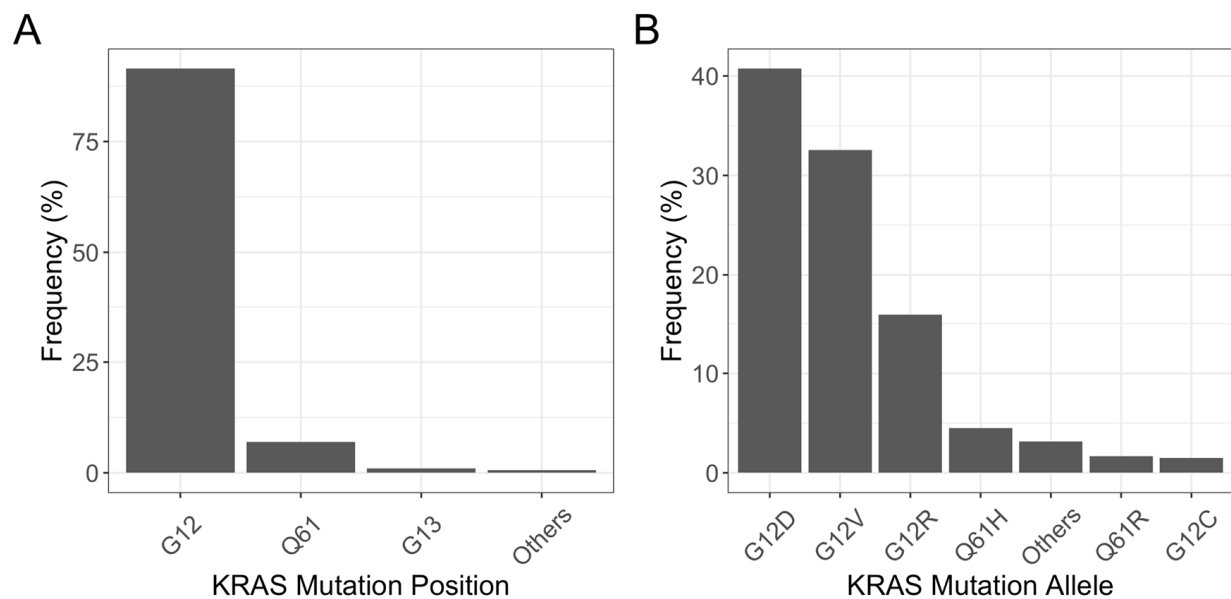 A
Frequency (%)
75
50
25
0
G12
Q61
G13
Others
KRAS Mutation Position
B
Frequency (%)
40
30
20
10
0
G12D
G12V
G12R
Q61H
Others
Q61R
G12C
KRAS Mutation Allele